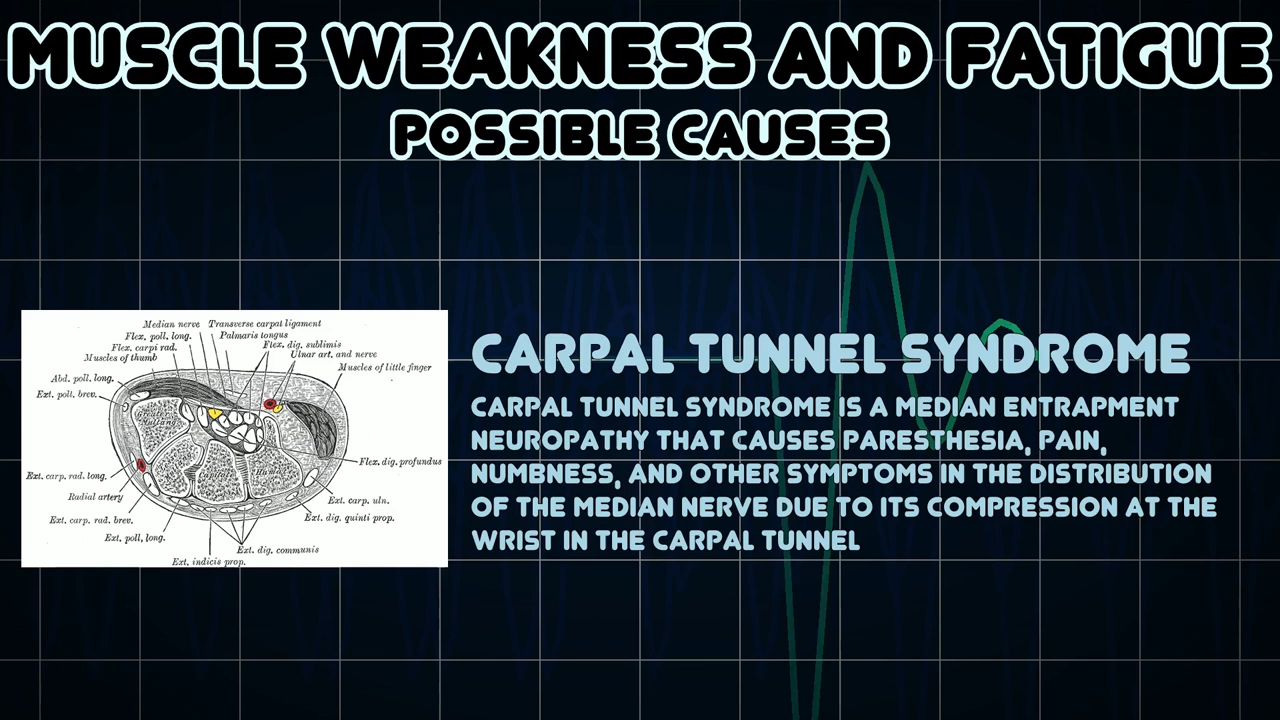 MUSCLE WEAKNESS AND FATIGUE
POSSIBLE CAUSES
Median nerve
Transverse carpal ligament
Flex. poll. long.
Palmaris longus
Flex. carpi rad.
Flex. dig. sublimis
Muscles of thumb
Ulnar art. and nerve
Muscles of little finger
Abd. poll. long.
Ext. poll. brev.
Flex. dig. profundus
Ext. carp. rad. long.
Radial artery
Ext. carp. uln.
Ext. carp. rad. brev.
Ext. dig. quinti prop.
Ext. poll. long.
Ext. dig. communis
Ext. indicis prop.
CARPAL TUNNEL SYNDROME
CARPAL TUNNEL SYNDROME IS A MEDIAN ENTRAPMENT
NEUROPATHY THAT CAUSES PARESTHESIA, PAIN,
NUMBNESS, AND OTHER SYMPTOMS IN THE DISTRIBUTION
OF THE MEDIAN NERVE DUE TO ITS COMPRESSION AT THE
WRIST IN THE CARPAL TUNNEL